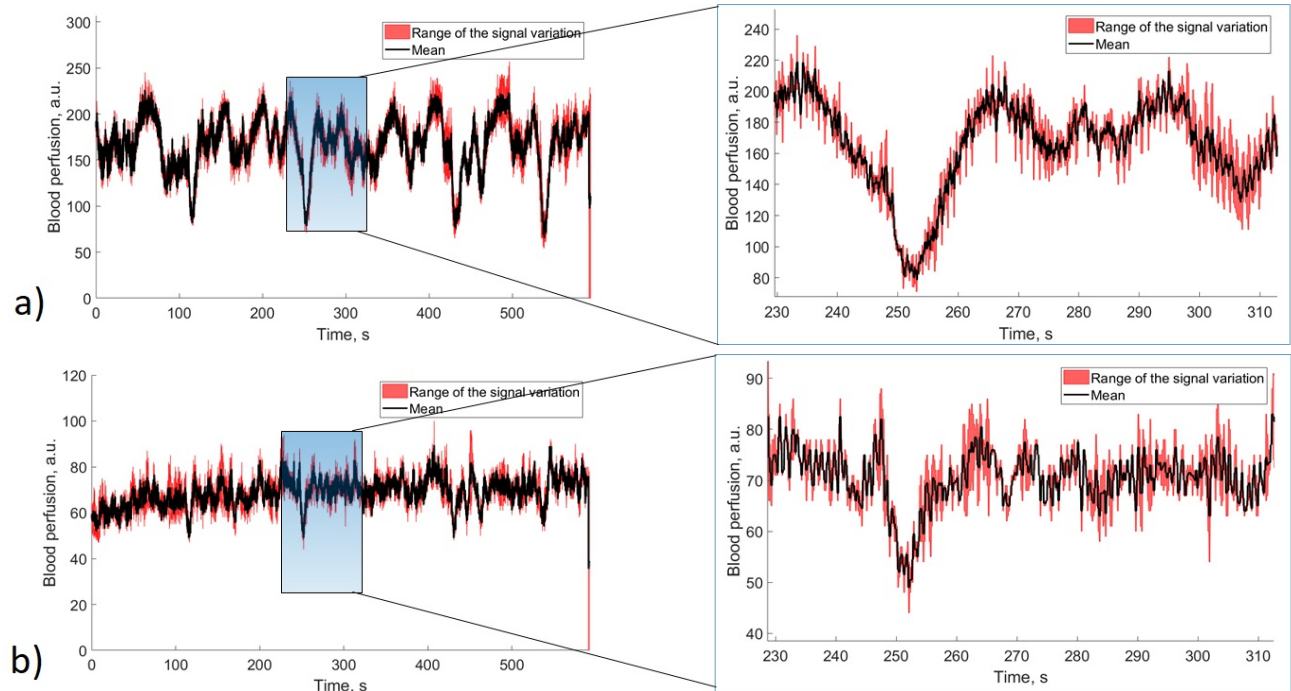 300
250
200
150
100
50
0
Blood perfusion, a.u.
Range of the signal variation
Mean
0 100 200 300 400 500
Time, s
a)
240
220
200
180
160
140
120
100
80
Blood perfusion, a.u.
Range of the signal variation
Mean
230 240 250 260 270 280 290 300 310
Time, s
120
100
80
60
40
20
0
Blood perfusion, a.u.
Range of the signal variation
Mean
0 100 200 300 400 500
Time, s
b)
90
80
70
60
50
40
Blood perfusion, a.u.
Range of the signal variation
Mean
230 240 250 260 270 280 290 300 310
Time, s